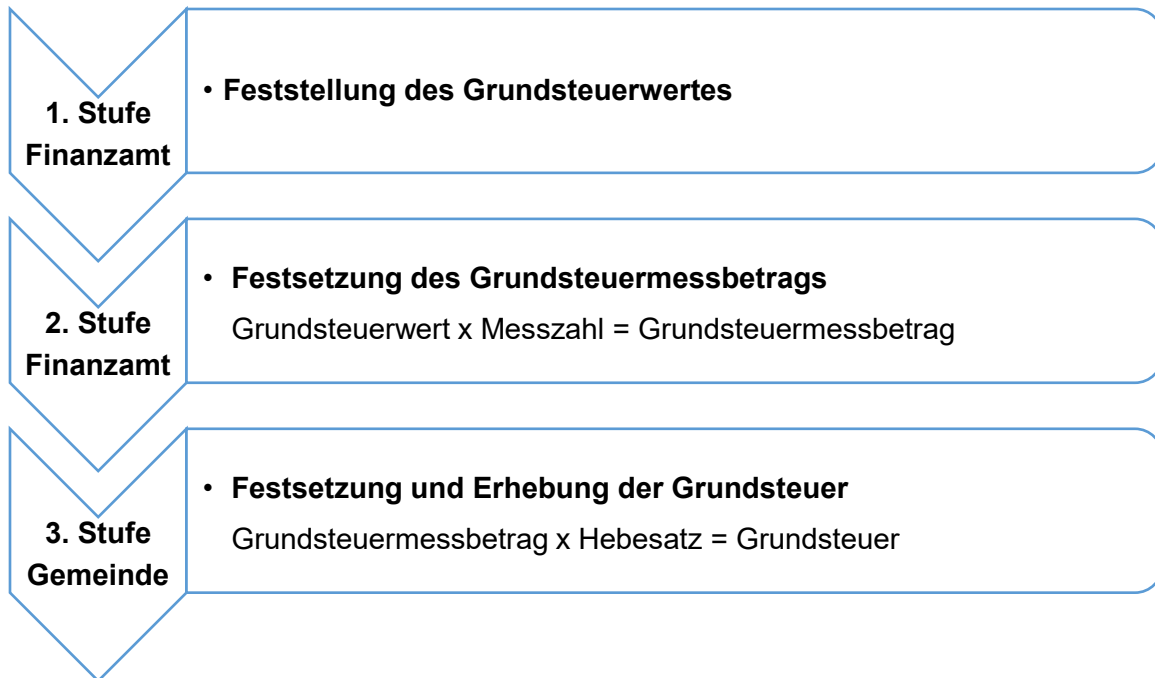 1. Stufe
Finanzamt
• Feststellung des Grundsteuerwertes
2. Stufe
Finanzamt
• Festsetzung des Grundsteuermessbetrags
Grundsteuerwert x Messzahl = Grundsteuermessbetrag
3. Stufe
Gemeinde
• Festsetzung und Erhebung der Grundsteuer
Grundsteuermessbetrag x Hebesatz = Grundsteuer